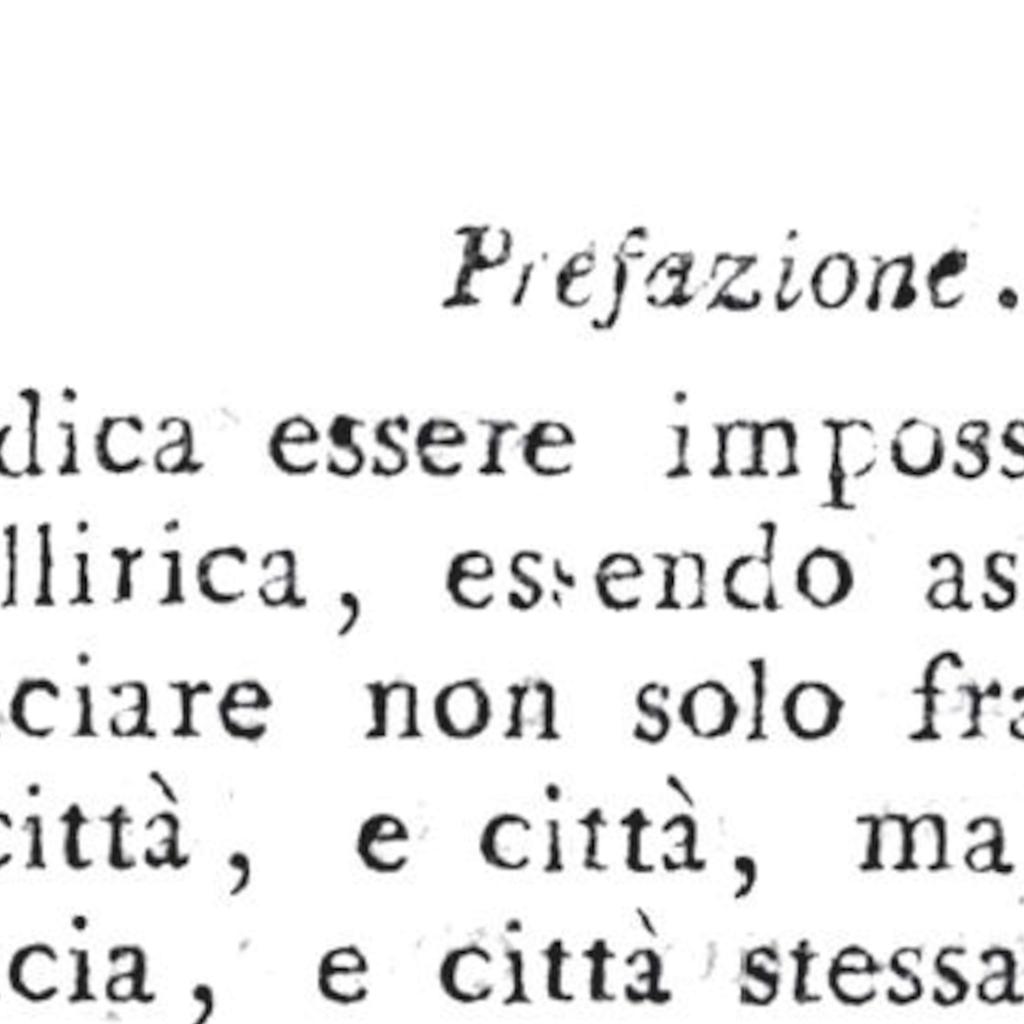 Prefazione.
dica essere imposs
llirica, essendo as
ciare non solo fra
città, e città, ma
cia, e città stessa